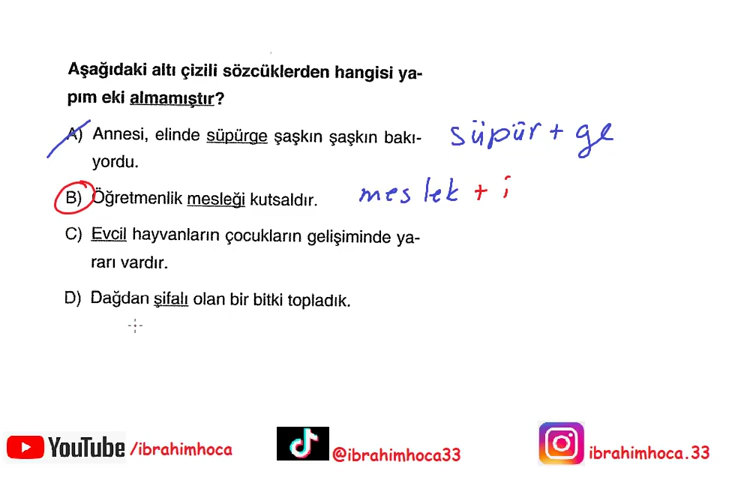 Aşağıdaki altı çizili sözcüklerden hangisi ya-
pım eki almamıştır?
A) Annesi, elinde süpürge şaşkın şaşkın bakı-
yordu.
süpür + ge
B) Öğretmenlik mesleği kutsaldır.
meslek + i
C) Evcil hayvanların çocukların gelişiminde ya-
rarı vardır.
D) Dağdan şifalı olan bir bitki topladık.
YouTube /ibrahimhoca
@ibrahimhoca33
ibrahimhoca.33